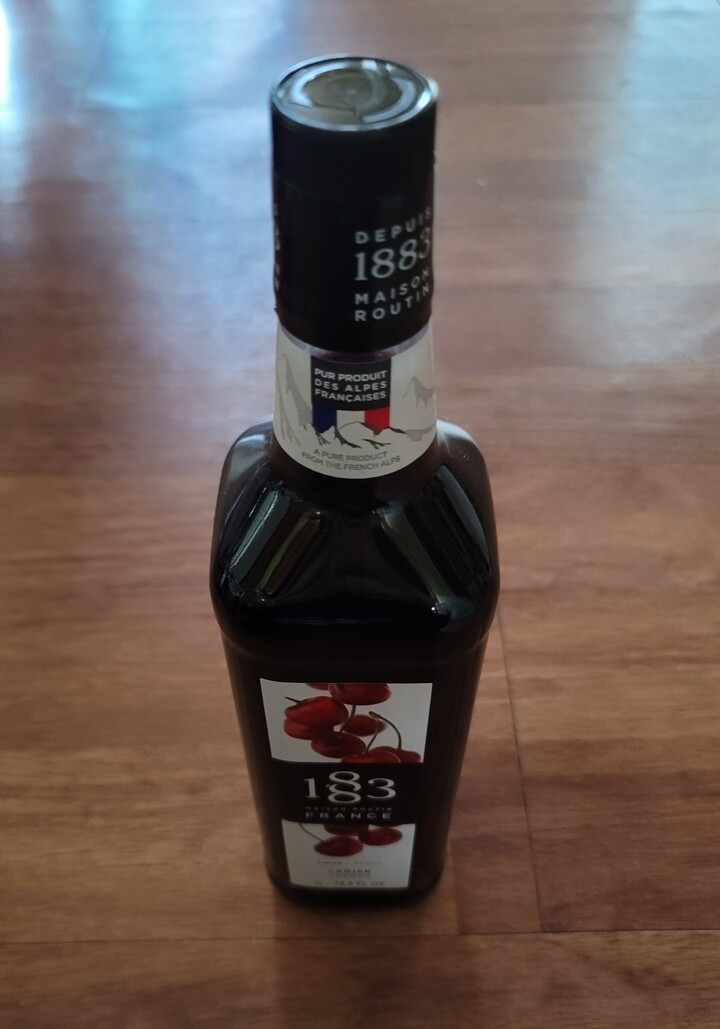 DEPUIS
1883
MAISON
ROUTIN
PUR PRODUIT
DES ALPES
FRANÇAISES
A PURE PRODUCT
FROM THE FRENCH ALPS
1883
MAISON ROUTIN
FRANCE
CERISE